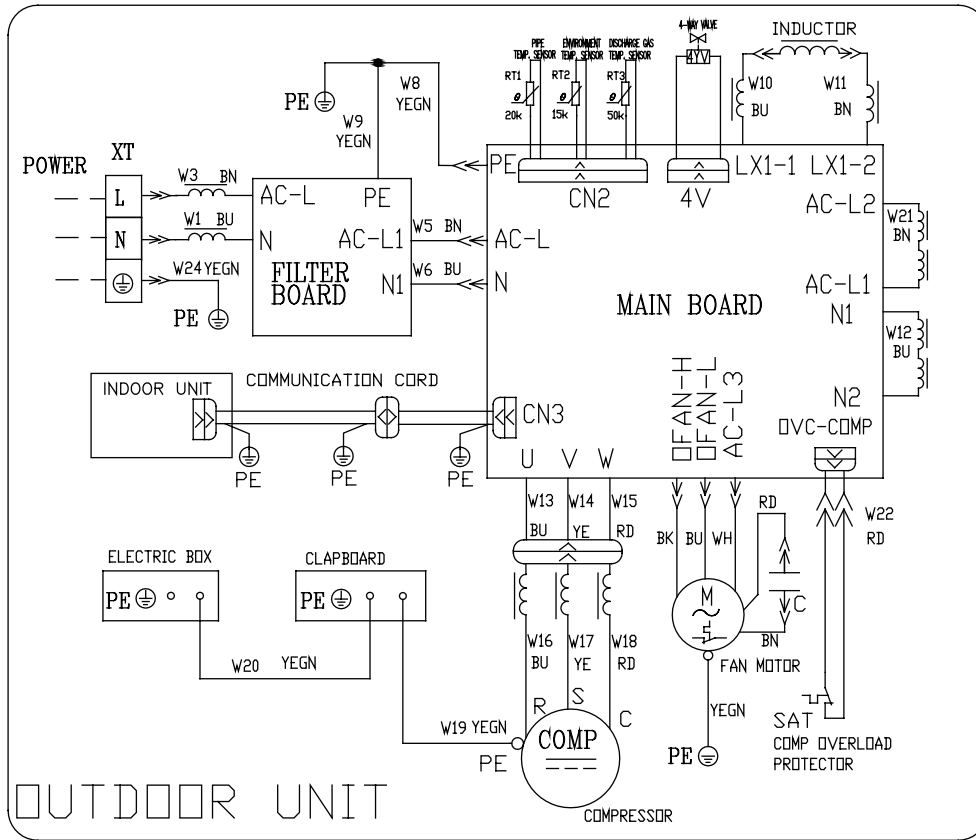 4-WAY VALVE
INDUCTOR
PIPE TEMP. SENSOR
ENVIRONMENT TEMP. SENSOR
DISCHARGE GAS TEMP. SENSOR
4YV
RT1 RT2 RT3
θ θ θ
20k 15k 50k
W10 BU
W11 BN
W8 YEGN
PE
W9 YEGN
POWER XT
PE
CN2
4V
LX1-1 LX1-2
W3 BN
L
AC-L
PE
AC-L2
W1 BU
N
N
AC-L1
W5 BN
AC-L
W21 BN
W24 YEGN
FILTER BOARD
N1
W6 BU
N
MAIN BOARD
AC-L1
N1
PE
W12 BU
INDOOR UNIT
COMMUNICATION CORD
CN3
OFAN-H
OFAN-L
AC-L3
N2
OVC-COMP
PE PE PE
U V W
W13 W14 W15
BU YE RD
BK BU WH
RD
W22 RD
ELECTRIC BOX
CLAPBOARD
PE
PE
M
C
BN
W16 W17 W18
BU YE RD
FAN MOTOR
W20 YEGN
R S C
YEGN
W19 YEGN
PE
COMP
PE
SAT
COMP OVERLOAD
PROTECTOR
OUTDOOR UNIT
COMPRESSOR